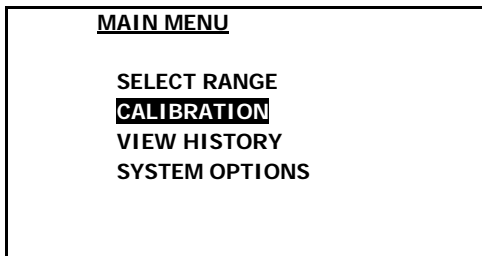 MAIN MENU
SELECT RANGE
CALIBRATION
VIEW HISTORY
SYSTEM OPTIONS